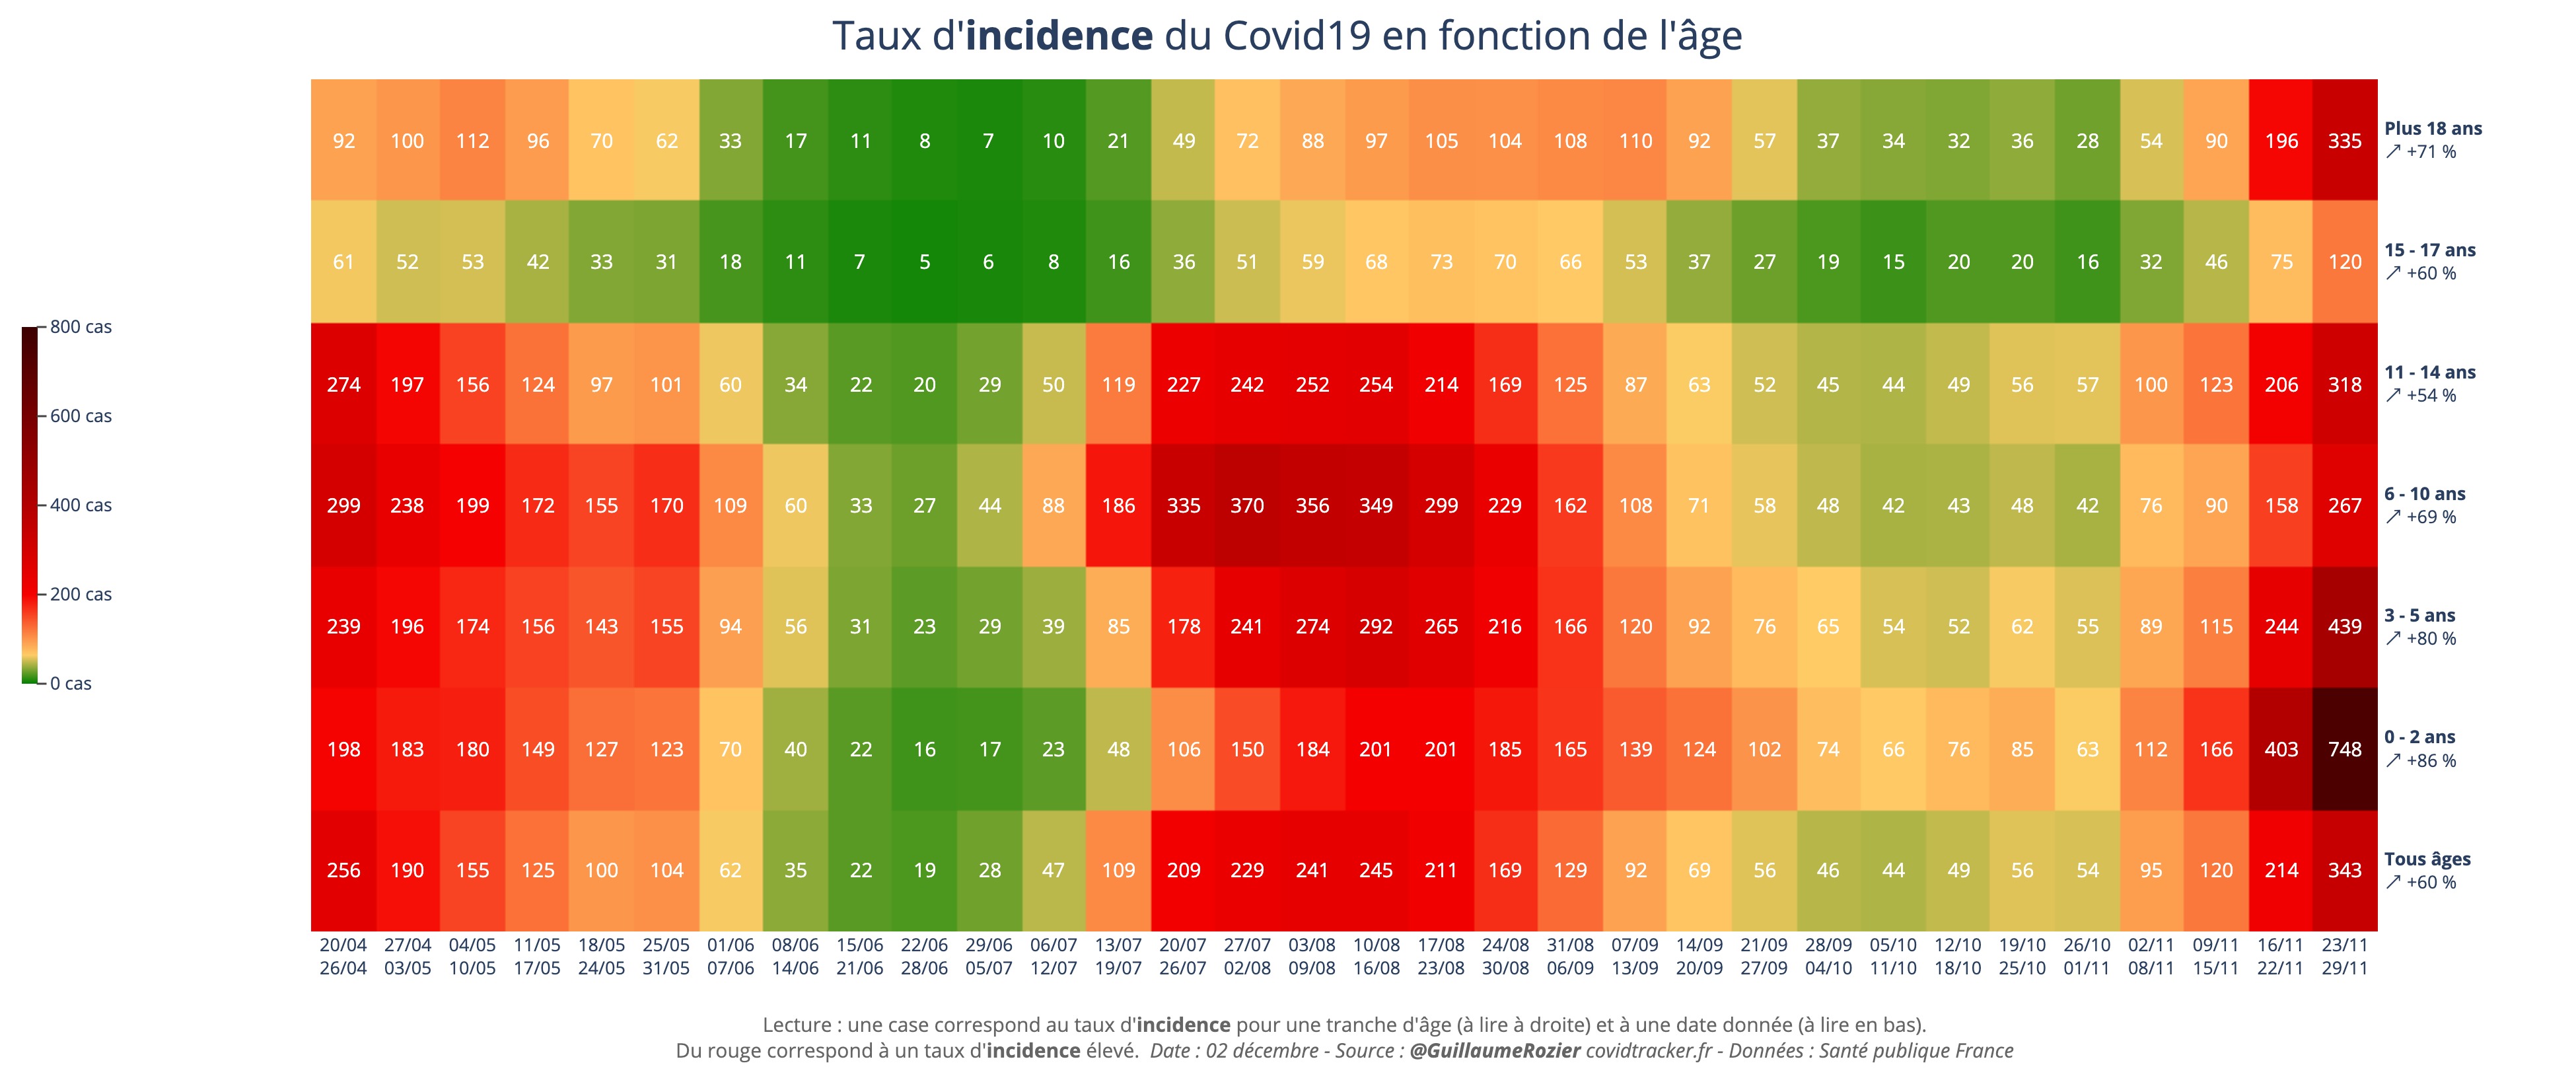 Taux d'incidence du Covid19 en fonction de l'âge
92 100 112 96 70 62 33 17 11 8 7 10 21 49 72 88 97 105 104 108 110 92 57 37 34 32 36 28 54 90 196 335
Plus 18 ans
↗ +71 %
61 52 53 42 33 31 18 11 7 5 6 8 16 36 51 59 68 73 70 66 53 37 27 19 15 20 20 16 32 46 75 120
15 - 17 ans
↗ +60 %
800 cas
600 cas
400 cas
200 cas
0 cas
274 197 156 124 97 101 60 34 22 20 29 50 119 227 242 252 254 214 169 125 87 63 52 45 44 49 56 57 100 123 206 318
11 - 14 ans
↗ +54 %
299 238 199 172 155 170 109 60 33 27 44 88 186 335 370 356 349 299 229 162 108 71 58 48 42 43 48 42 76 90 158 267
6 - 10 ans
↗ +69 %
239 196 174 156 143 155 94 56 31 23 29 39 85 178 241 274 292 265 216 166 120 92 76 65 54 52 62 55 89 115 244 439
3 - 5 ans
↗ +80 %
198 183 180 149 127 123 70 40 22 16 17 23 48 106 150 184 201 201 185 165 139 124 102 74 66 76 85 63 112 166 403 748
0 - 2 ans
↗ +86 %
256 190 155 125 100 104 62 35 22 19 28 47 109 209 229 241 245 211 169 129 92 69 56 46 44 49 56 54 95 120 214 343
Tous âges
↗ +60 %
20/04 27/04 04/05 11/05 18/05 25/05 01/06 08/06 15/06 22/06 29/06 06/07 13/07 20/07 27/07 03/08 10/08 17/08 24/08 31/08 07/09 14/09 21/09 28/09 05/10 12/10 19/10 26/10 02/11 09/11 16/11 23/11
26/04 03/05 10/05 17/05 24/05 31/05 07/06 14/06 21/06 28/06 05/07 12/07 19/07 26/07 02/08 09/08 16/08 23/08 30/08 06/09 13/09 20/09 27/09 04/10 11/10 18/10 25/10 01/11 08/11 15/11 22/11 29/11
Lecture : une case correspond au taux d'incidence pour une tranche d'âge (à lire à droite) et à une date donnée (à lire en bas).
Du rouge correspond à un taux d'incidence élevé. Date : 02 décembre - Source : @GuillaumeRozier covidtracker.fr - Données : Santé publique France